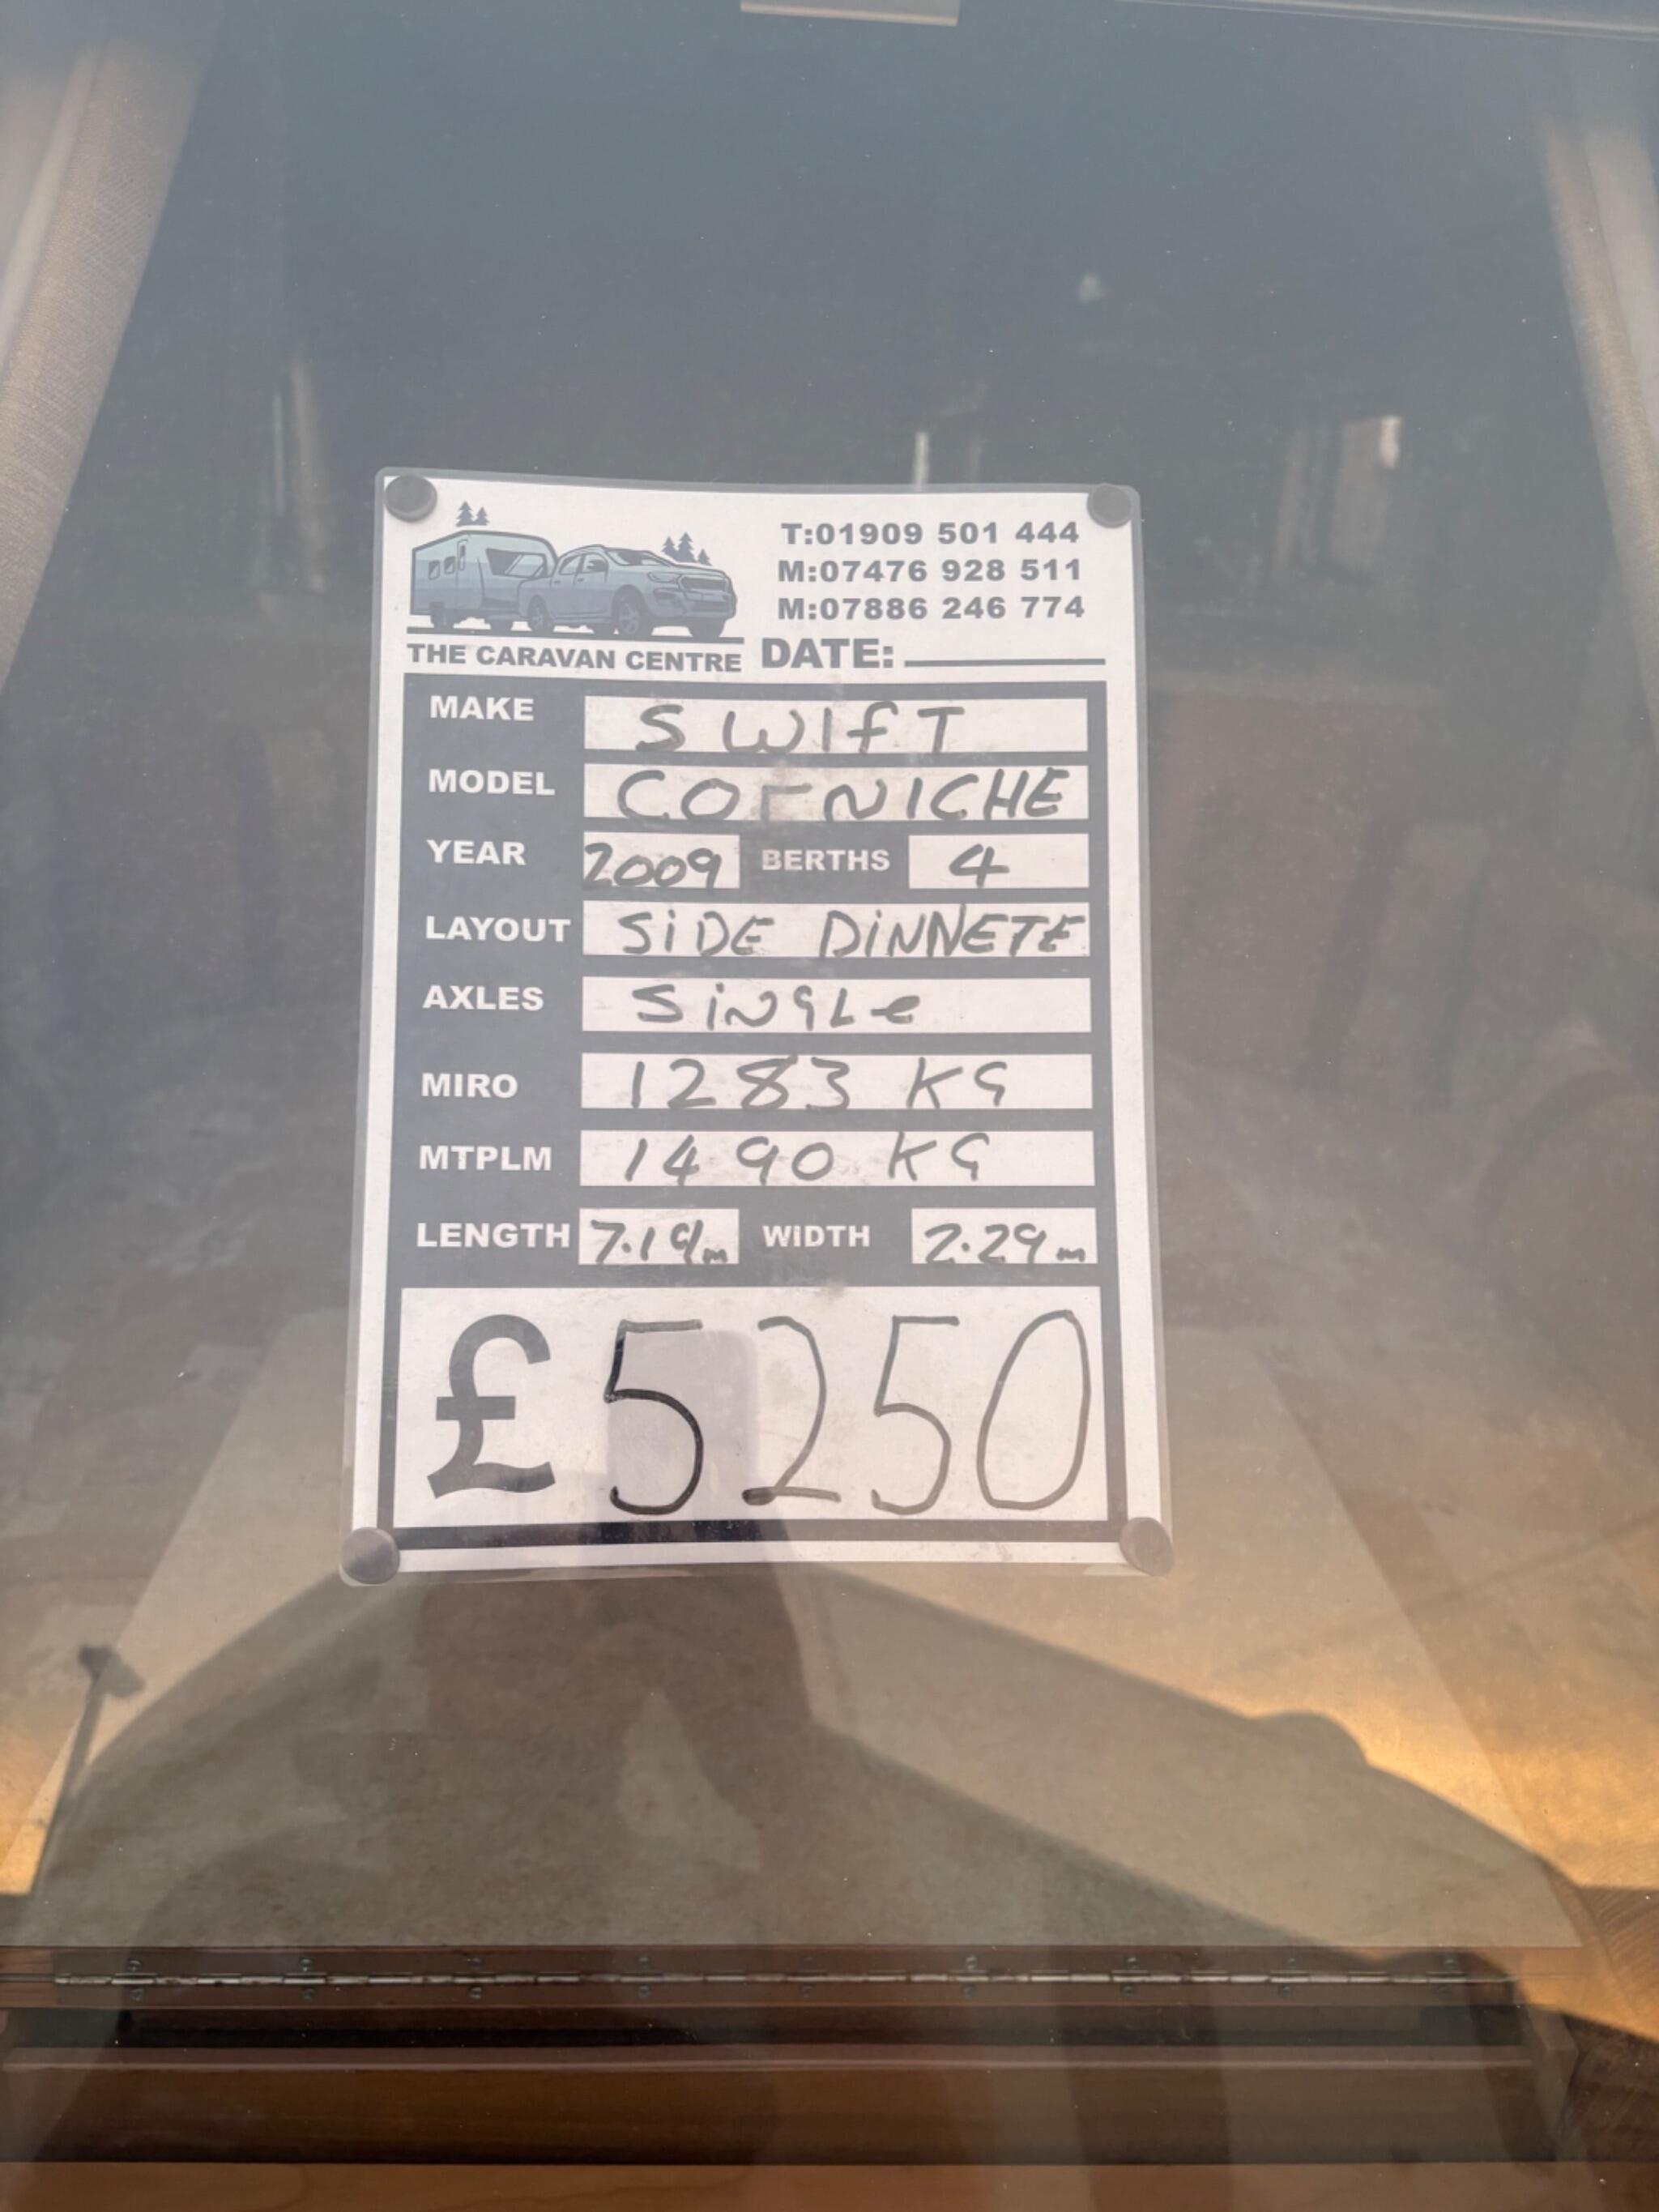 T:01909 501 444
M:07476 928 511
M:07886 246 774
THE CARAVAN CENTRE DATE:
MAKE SWIFT
MODEL CORNICHE
YEAR 2009 BERTHS 4
LAYOUT SiDE DiNNETE
AXLES SiNGLe
MIRO 1283 KG
MTPLM 1490 KG
LENGTH 7.19m WIDTH 2.29m
£5250